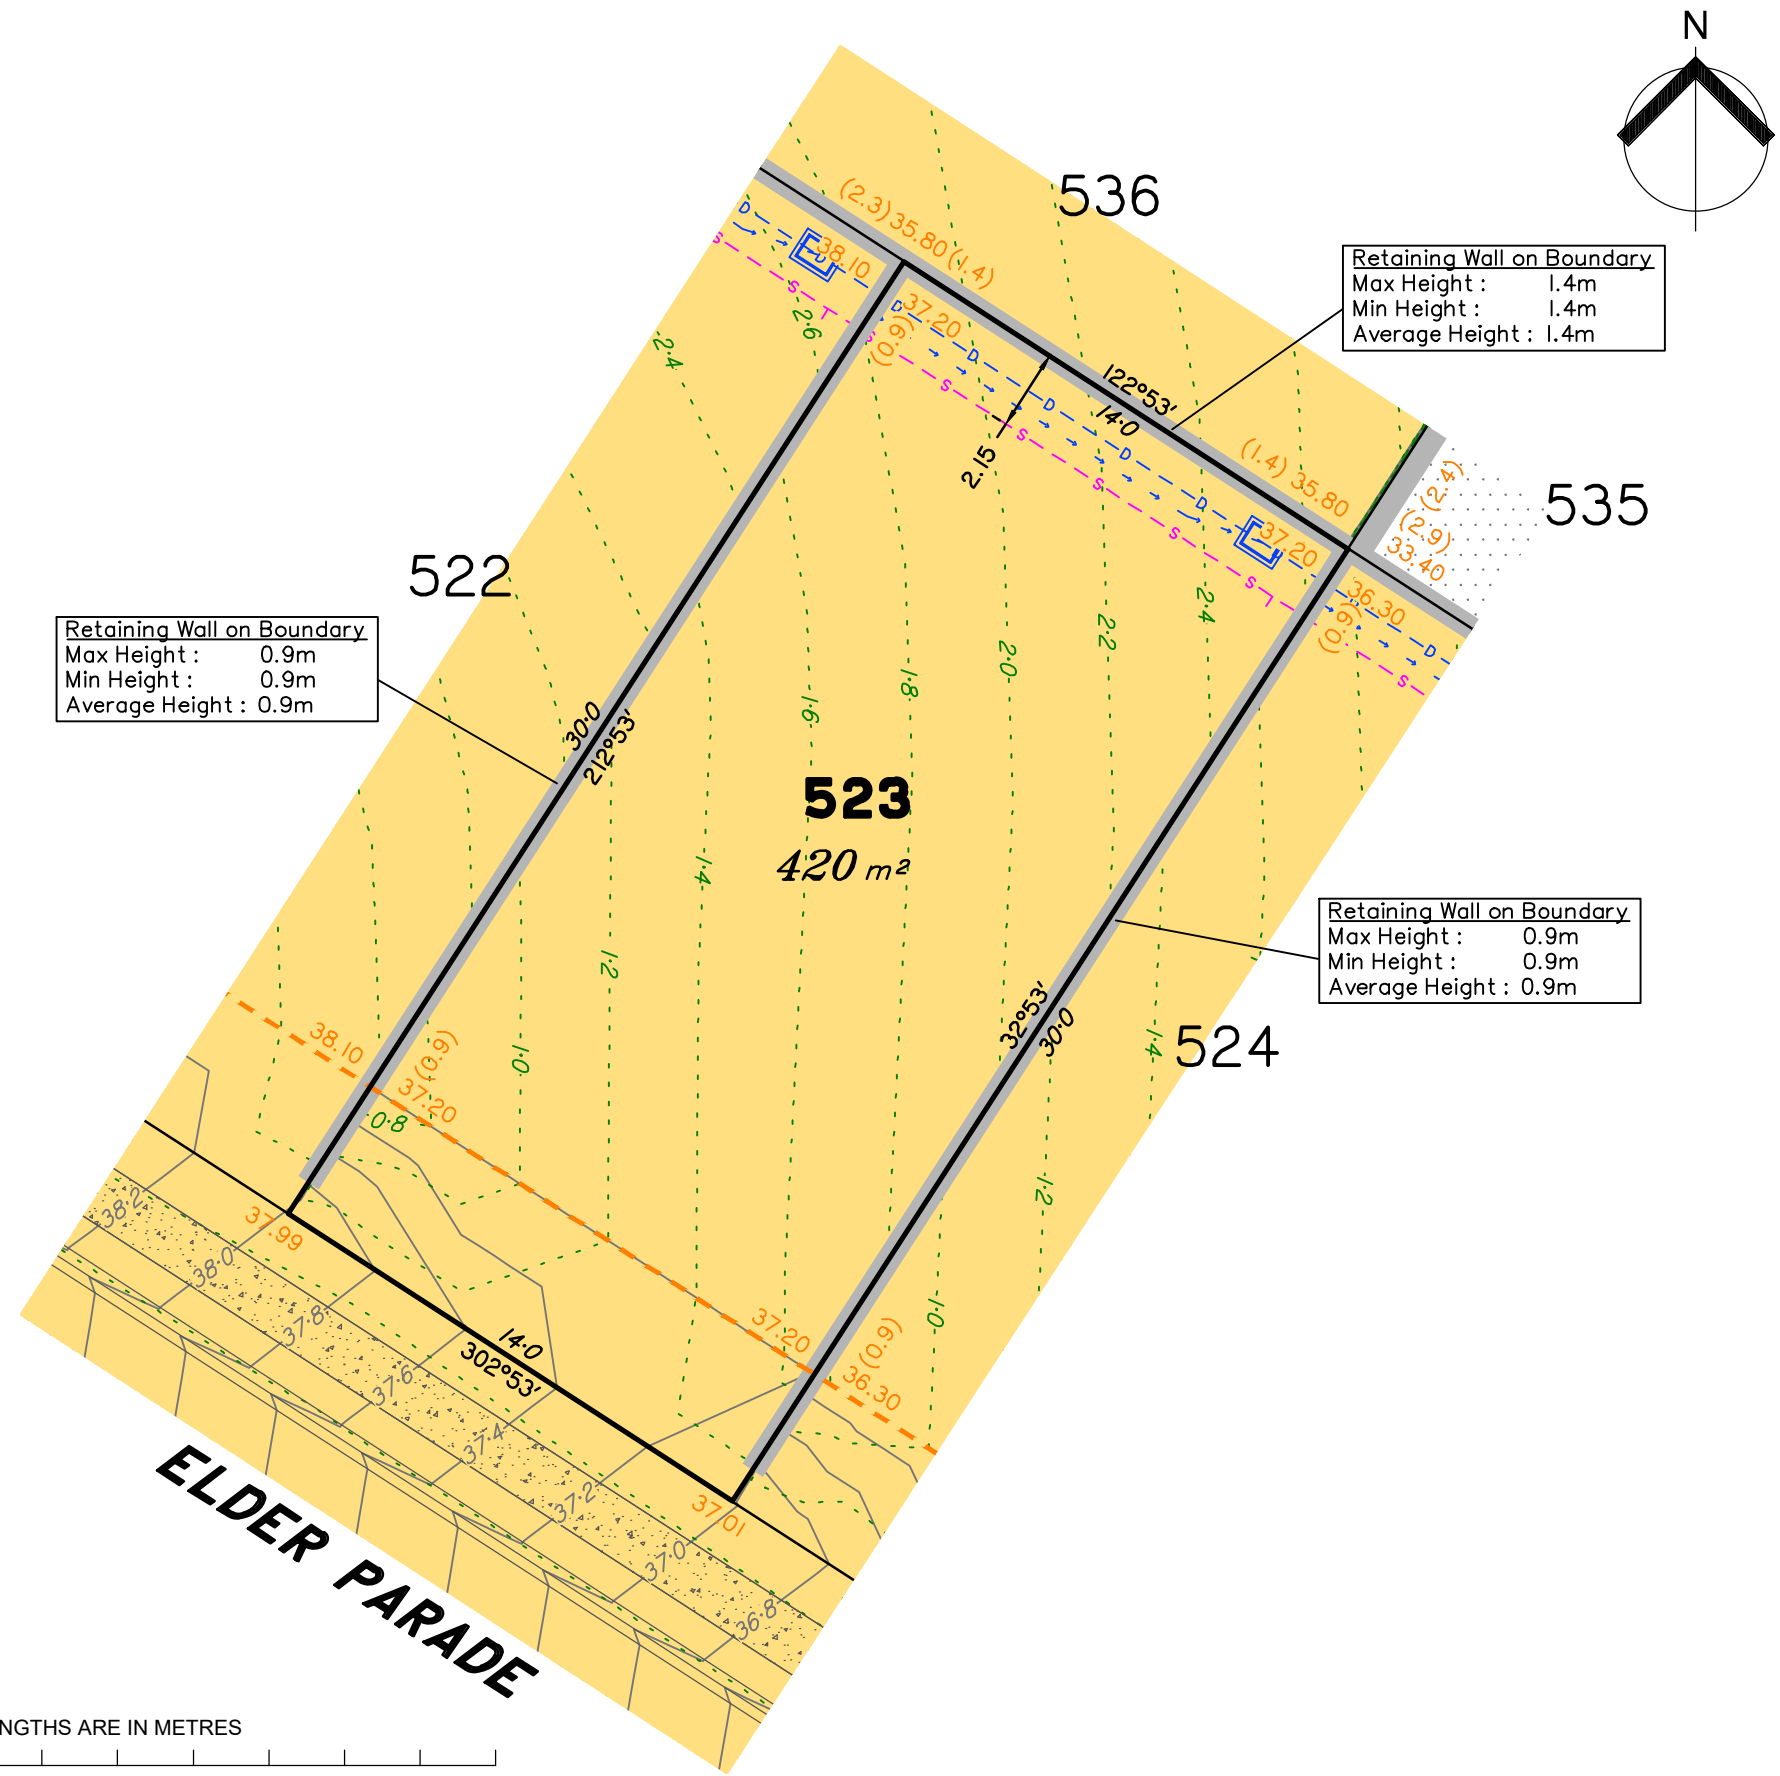 N
536
(2.3) 35.80 (1.4)
D
38.10
Retaining Wall on Boundary
Max Height : 1.4m
Min Height : 1.4m
Average Height : 1.4m
S
S
T
2·6
2·4
D
37.20
(0.9)
S
D
S
122°53'
14·0
D
S
2.15
D
S
(1.4) 35.80
D
S
37.20
S
(2.4)
(2.9)
33.40
535
36.30
(0.9)
D
S
522
Retaining Wall on Boundary
Max Height : 0.9m
Min Height : 0.9m
Average Height : 0.9m
2·4
2·2
2·0
1·8
1·6
30·0
212°53'
523
420 m²
1·4
1·2
1·0
Retaining Wall on Boundary
Max Height : 0.9m
Min Height : 0.9m
Average Height : 0.9m
32°53'
30·0
1·4
524
38.10
(0.9)
37.20
0·8
1·2
1·0
38·2
37.99
38·0
37·8
37·6
37·4
37·2
37·0
36·8
14·0
302°53'
37.20
(0.9)
36.30
37.01
ELDER PARADE
NGTHS ARE IN METRES